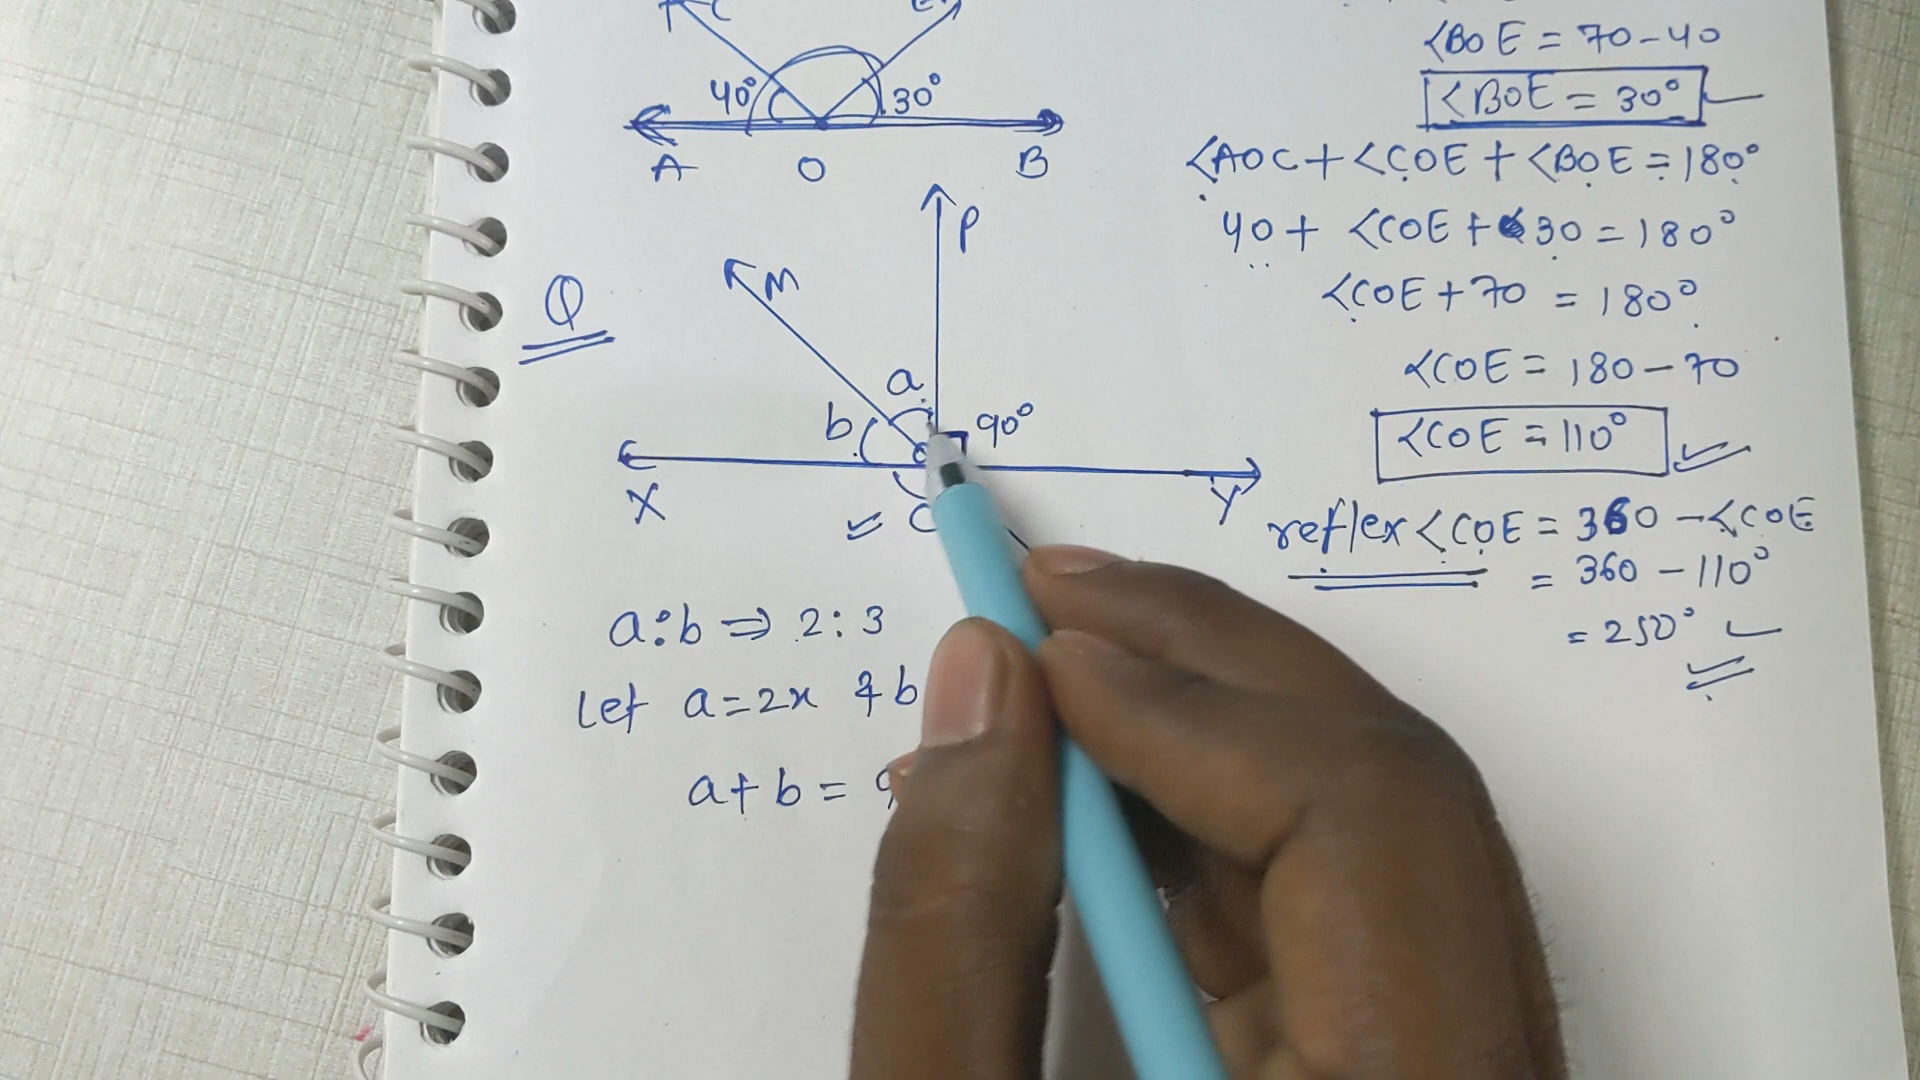 C E
40° 30°
A O B
<BOE = 70-40
<BOE = 30°
<AOC + <COE + <BOE = 180°
40 + <COE + 30 = 180°
<COE + 70 = 180°
<COE = 180 - 70
<COE = 110°
reflex <COE = 360 - <COE
= 360 - 110°
= 250°
Q
P
M
a
b 90°
X Y
a:b ⇒ 2:3
Let a=2x & b
a+b =